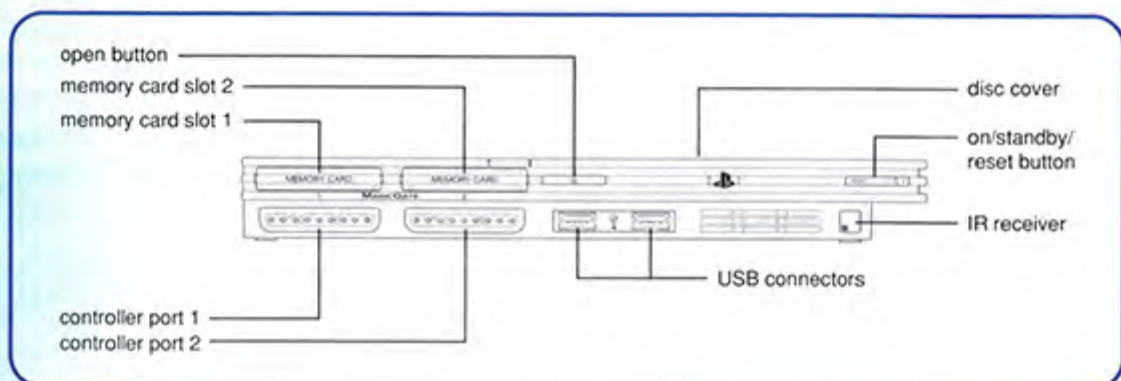 open button
memory card slot 2
memory card slot 1
disc cover
on/standby/
reset button
MEMORY CARD
MEMORY CARD
MAGICGATE
IR receiver
USB connectors
controller port 1
controller port 2